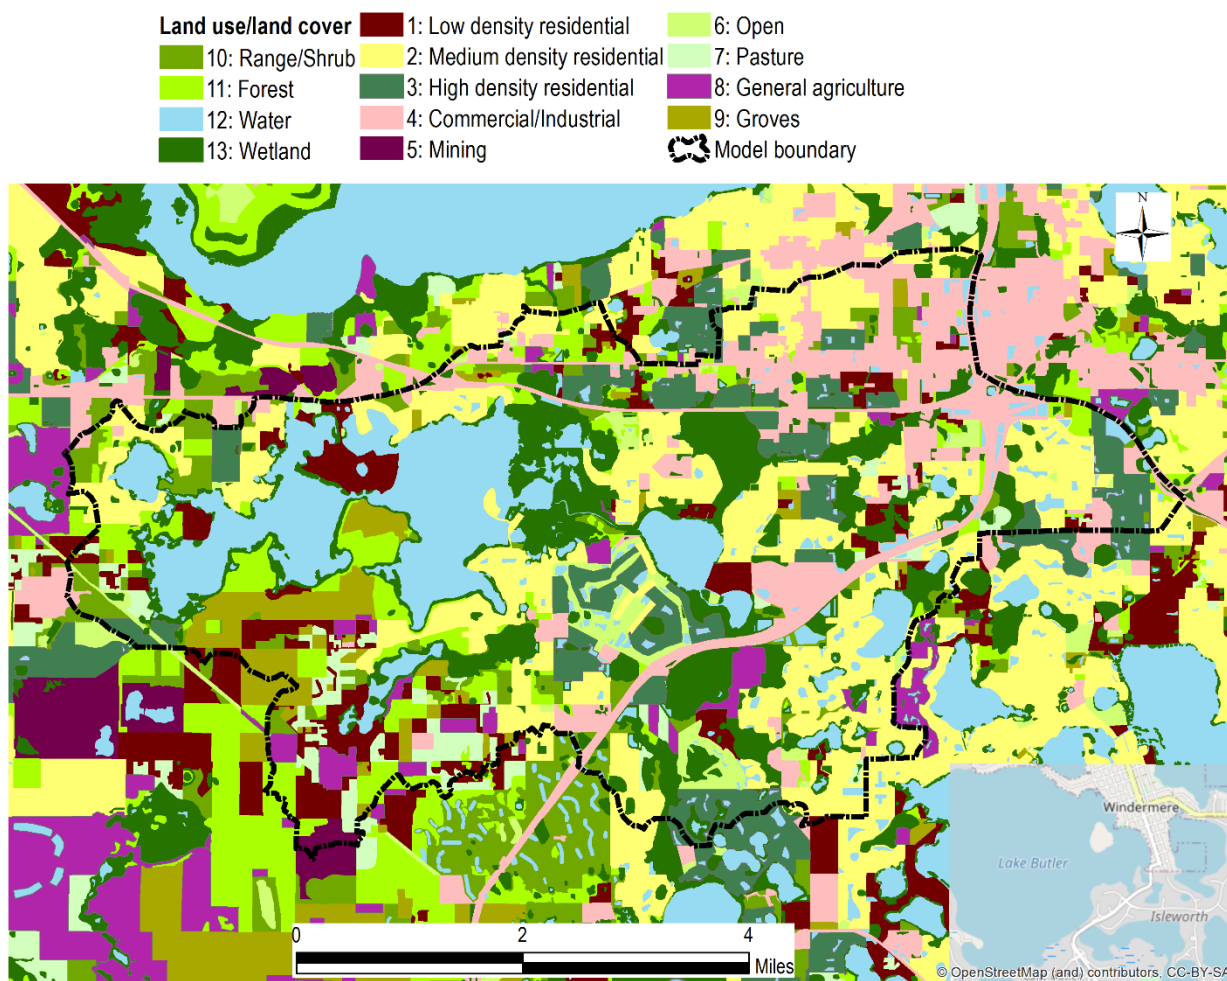 Land use/land cover
10: Range/Shrub
11: Forest
12: Water
13: Wetland
1: Low density residential
2: Medium density residential
3: High density residential
4: Commercial/Industrial
5: Mining
6: Open
7: Pasture
8: General agriculture
9: Groves
Model boundary
N
Windermere
Lake Butler
Isleworth
0 2 4
Miles
© OpenStreetMap (and) contributors, CC-BY-SA